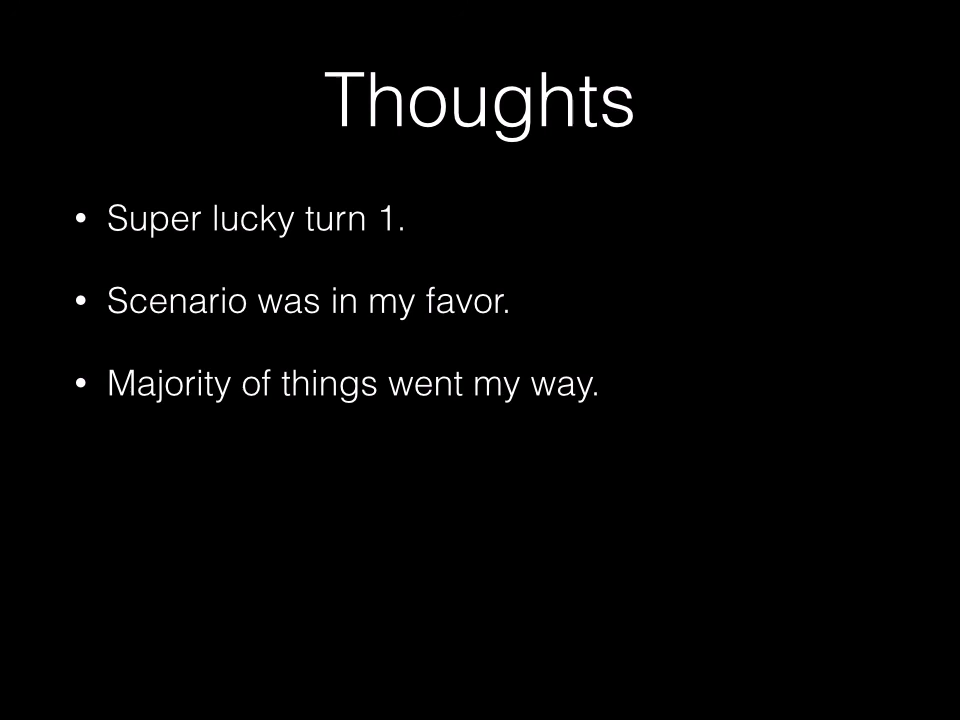 Thoughts
• Super lucky turn 1.
• Scenario was in my favor.
• Majority of things went my way.